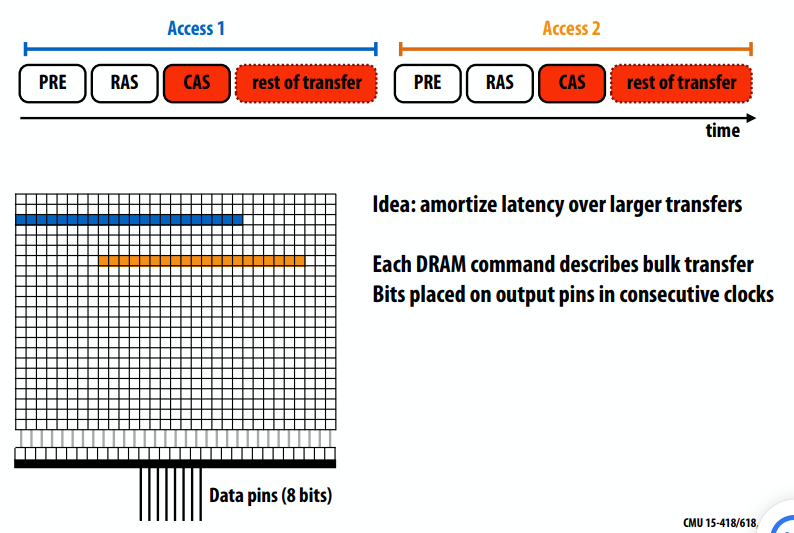 Access 1
Access 2
PRE RAS CAS rest of transfer PRE RAS CAS rest of transfer
time
Idea: amortize latency over larger transfers
Each DRAM command describes bulk transfer
Bits placed on output pins in consecutive clocks
Data pins (8 bits)
CMU 15-418/618,